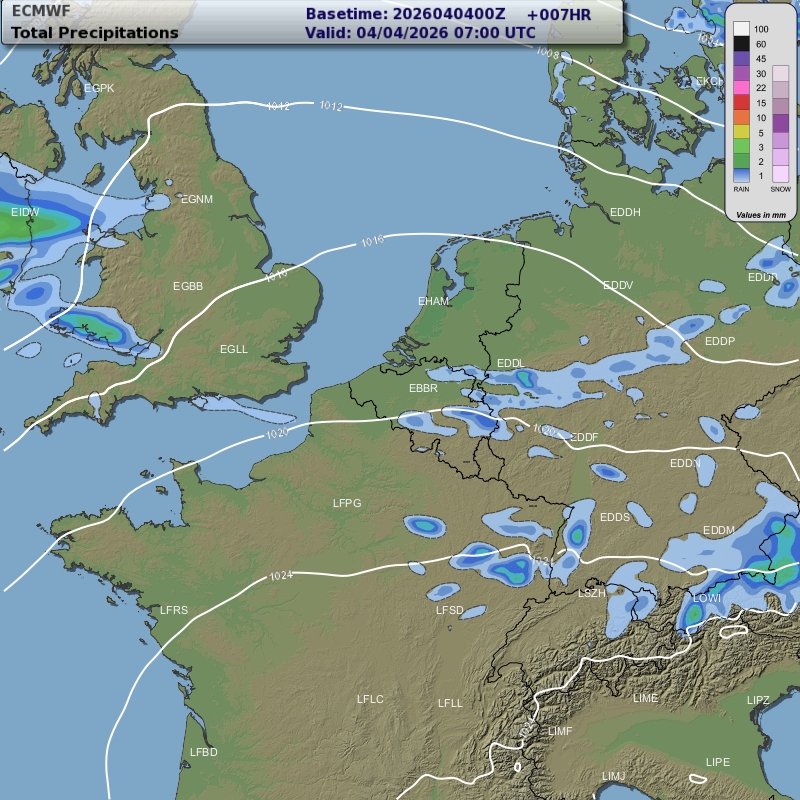 ECMWF
Basetime: 2026040400Z +007HR
Total Precipitations
Valid: 04/04/2026 07:00 UTC
1004
1008
100
60
45
30
22
15
10
5
3
2
1
RAIN
SNOW
Values in mm
EGPK
EKCH
1012
1012
EGNM
EIDW
EDDH
1016
1016
EGBB
EDDV
EDDB
EHAM
EDDP
EGLL
EDDL
EBBR
1020
1020
EDDF
EDDN
LFPG
EDDS
EDDM
1024
1024
LSZH
LOWI
LFRS
LFSD
LFLC
LFLL
LIME
LIPZ
1024
LIMF
LFBD
LIPE
LIMJ